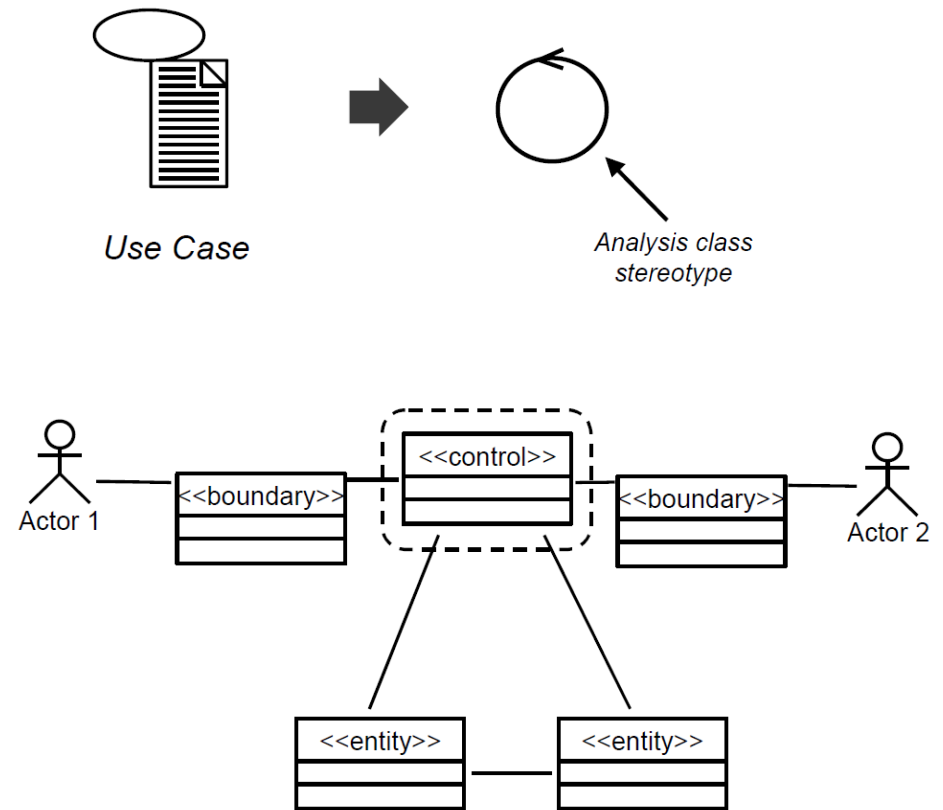 Use Case
Analysis class
stereotype
<<control>>
<<boundary>>
<<boundary>>
Actor 1
Actor 2
<<entity>>
<<entity>>